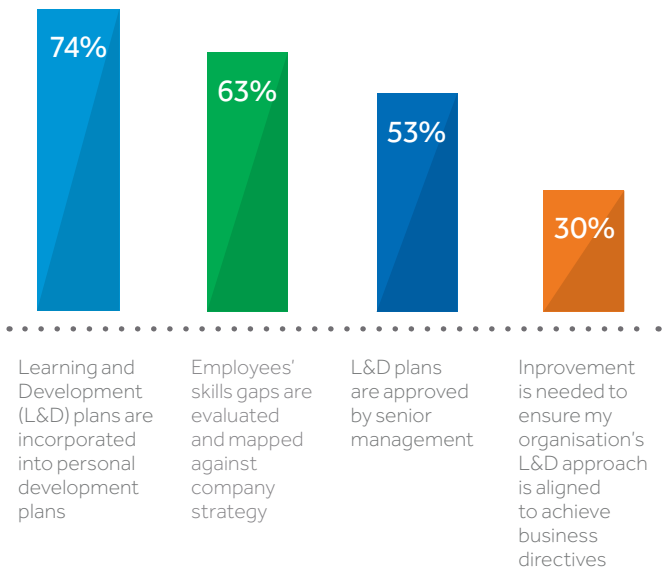 74%
63%
53%
30%
Learning and
Development
(L&D) plans are
incorporated
into personal
development
plans
Employees'
skills gaps are
evaluated
and mapped
against
company
strategy
L&D plans
are approved
by senior
management
Inprovement
is needed to
ensure my
organisation's
L&D approach
is aligned
to achieve
business
directives